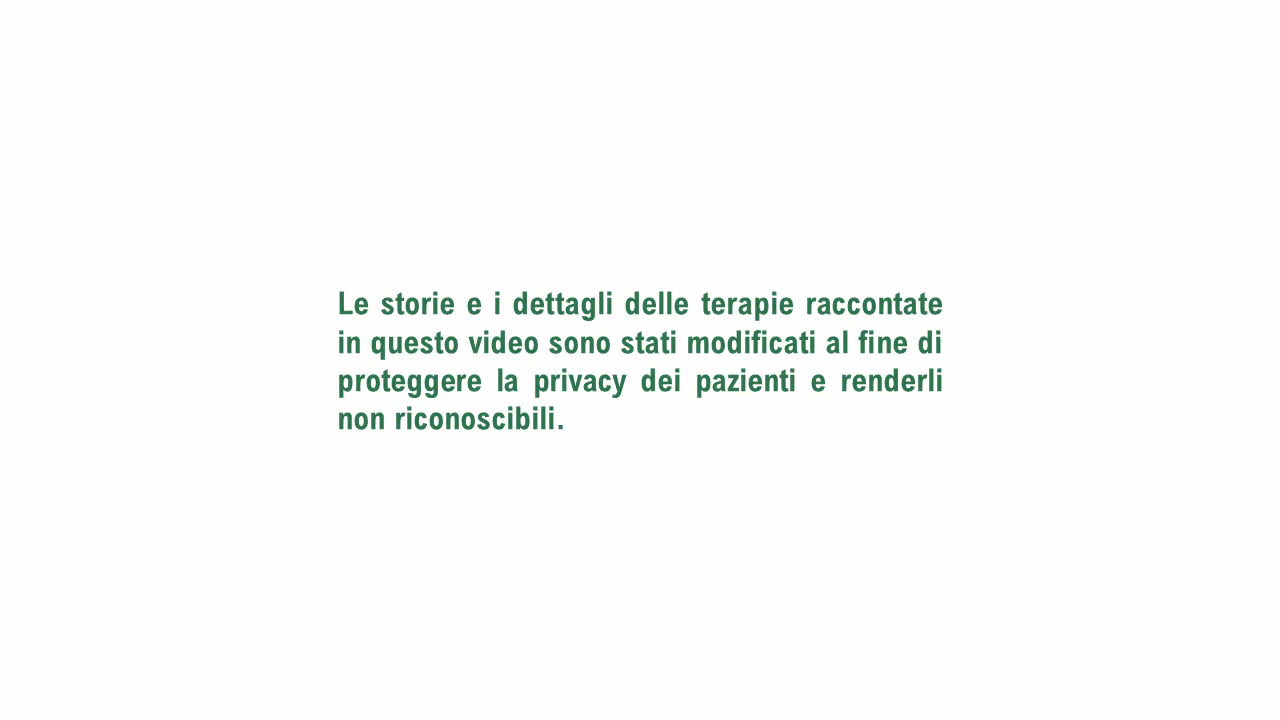 Le storie e i dettagli delle terapie raccontate
in questo video sono stati modificati al fine di
proteggere la privacy dei pazienti e renderli
non riconoscibili.